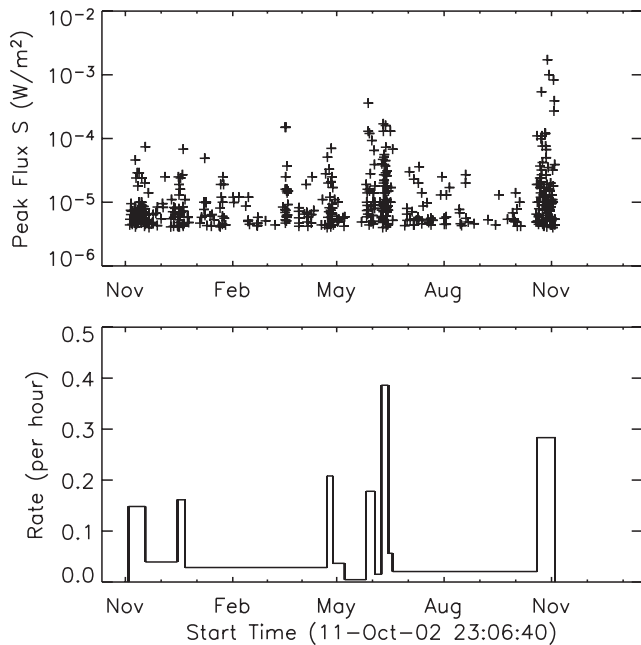 10⁻²
10⁻³
10⁻⁴
10⁻⁵
10⁻⁶
Peak Flux S (W/m²)
Nov Feb May Aug Nov
0.5
0.4
0.3
0.2
0.1
0.0
Rate (per hour)
Nov Feb May Aug Nov
Start Time (11-Oct-02 23:06:40)